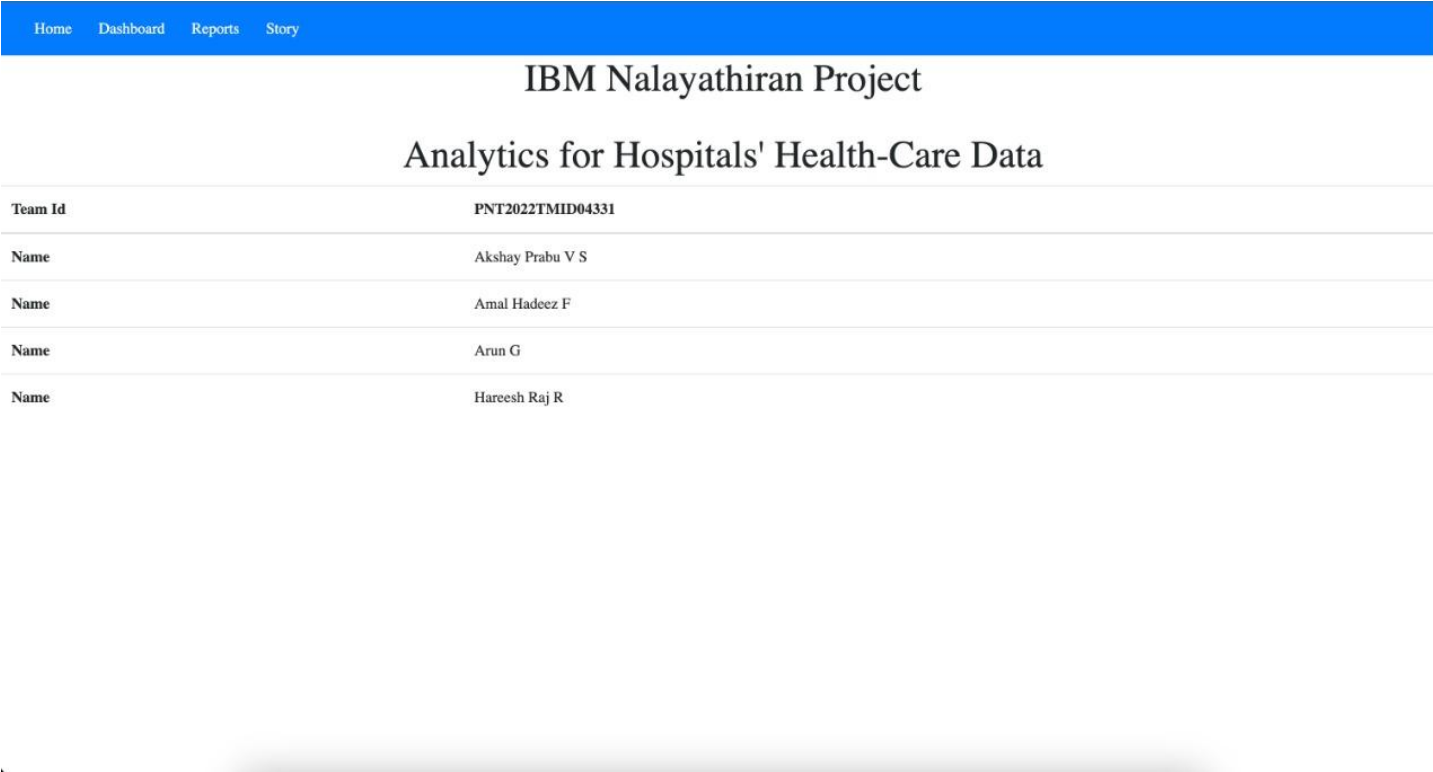 Home Dashboard Reports Story
IBM Nalayathiran Project
Analytics for Hospitals' Health-Care Data
Team Id PNT2022TMID04331
Name Akshay Prabu V S
Name Amal Hadeez F
Name Arun G
Name Hareesh Raj R